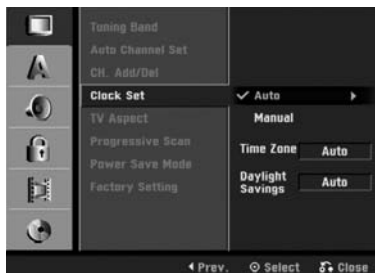 Tuning Band
Auto Channel Set
CH. Add/Del
Clock Set
TV Aspect
Progressive Scan
Power Save Mode
Factory Setting
✓ Auto
Manual
Time Zone Auto
Daylight Savings Auto
A
Prev. Select Close